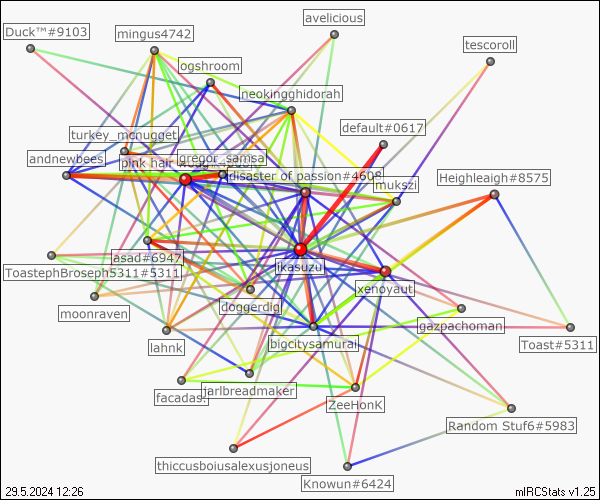 avelicious
Duck™#9103
mingus4742
tescoroll
ogshroom
neokingghidorah
default#0617
turkey_mcnugget
gregor_samsa
andnewbees
pink hair
disaster of passion#4608
mukszi
Heighleigh#8575
asad#6947
ikasuzu
ToastephBroseph5311#5311
xenoyaut
moonraven
doggerdig
gazpachoman
lahnk
bigcitysamurai
Toast#5311
facadas.
jarlbreadmaker
ZeeHonK
Random Stuf6#5983
thiccusboiusalexusjoneus
Knowun#6424
29.5.2024 12:26
mIRCStats v1.25